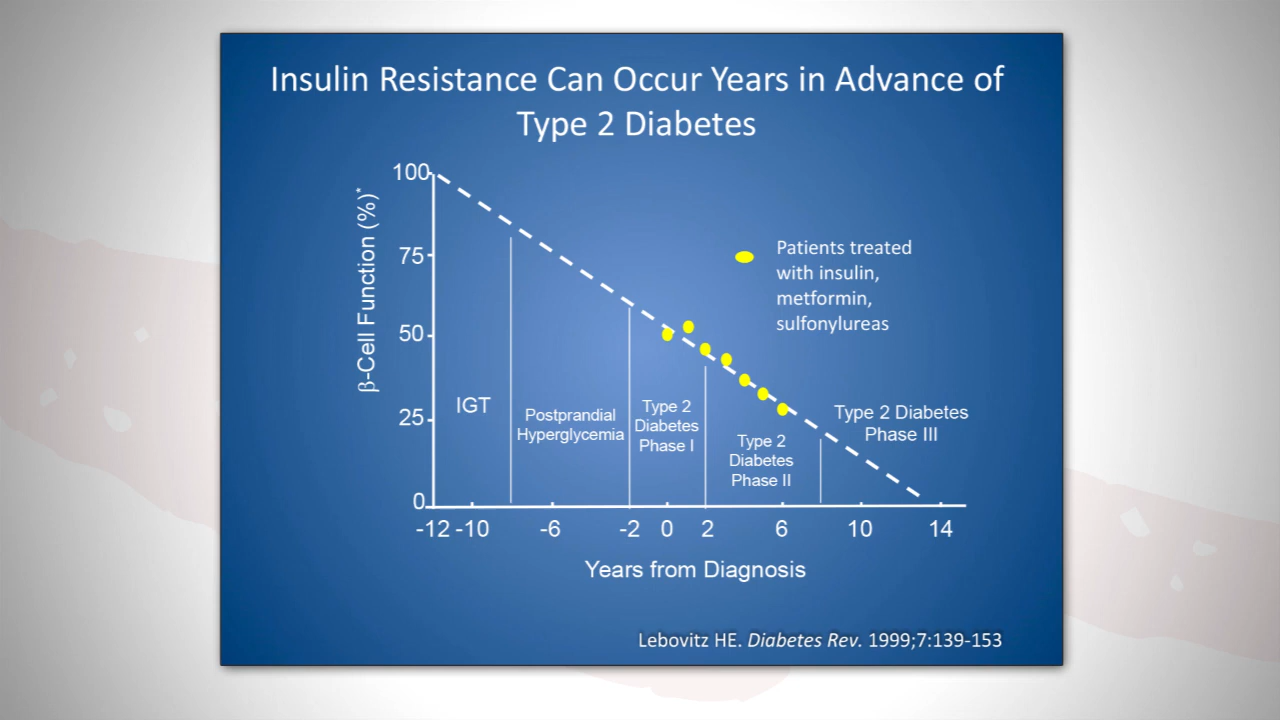 Insulin Resistance Can Occur Years in Advance of
Type 2 Diabetes
100
75
50
25
0
β-Cell Function (%)*
Patients treated
with insulin,
metformin,
sulfonylureas
IGT
Postprandial
Hyperglycemia
Type 2
Diabetes
Phase I
Type 2
Diabetes
Phase II
Type 2 Diabetes
Phase III
-12 -10 -6 -2 0 2 6 10 14
Years from Diagnosis
Lebovitz HE. Diabetes Rev. 1999;7:139-153